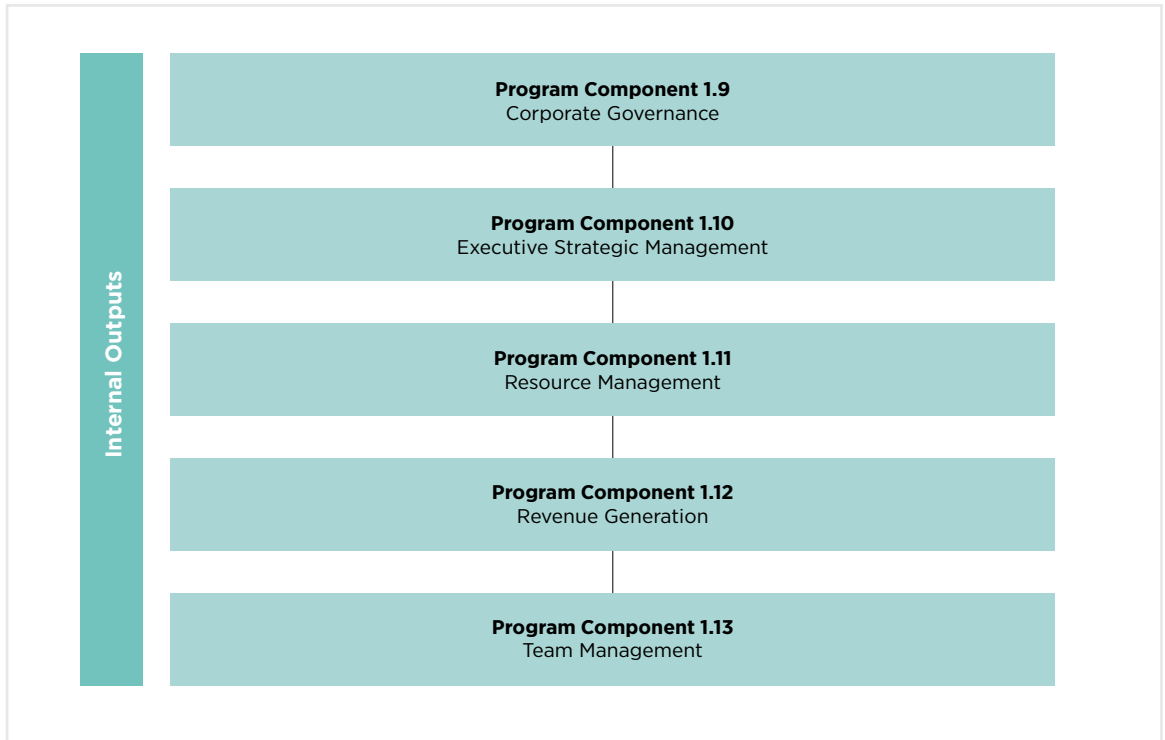 Internal Outputs
Program Component 1.9
Corporate Governance
Program Component 1.10
Executive Strategic Management
Program Component 1.11
Resource Management
Program Component 1.12
Revenue Generation
Program Component 1.13
Team Management